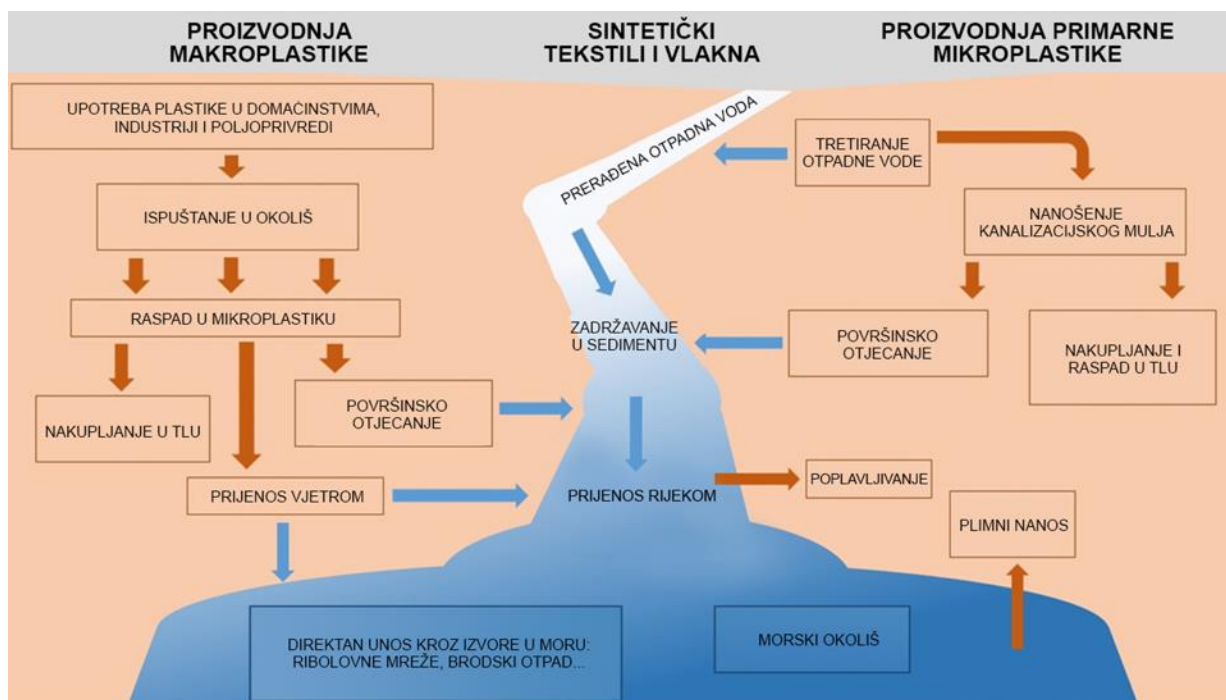 PROIZVODNJA
MAKROPLASTIKE
SINTETIČKI
TEKSTILI I VLAKNA
PROIZVODNJA PRIMARNE
MIKROPLASTIKE
UPOTREBA PLASTIKE U DOMAĆINSTVIMA,
INDUSTRIJI I POLJOPRIVREDI
ISPUŠTANJE U OKOLIŠ
RASPAD U MIKROPLASTIKU
NAKUPLJANJE U TLU
POVRŠINSKO
OTJECANJE
PRIJENOS VJETROM
PRERAĐENA OTPADNA VODA
ZADRŽAVANJE
U SEDIMENTU
PRIJENOS RIJEKOM
TRETIRANJE
OTPADNE VODE
NANOŠENJE
KANALIZACIJSKOG MULJA
POVRŠINSKO
OTJECANJE
NAKUPLJANJE I
RASPAD U TLU
POPLAVLJIVANJE
PLIMNI NANOS
DIREKTAN UNOS KROZ IZVORE U MORU:
RIBOLOVNE MREŽE, BRODSKI OTPAD...
MORSKI OKOLIŠ